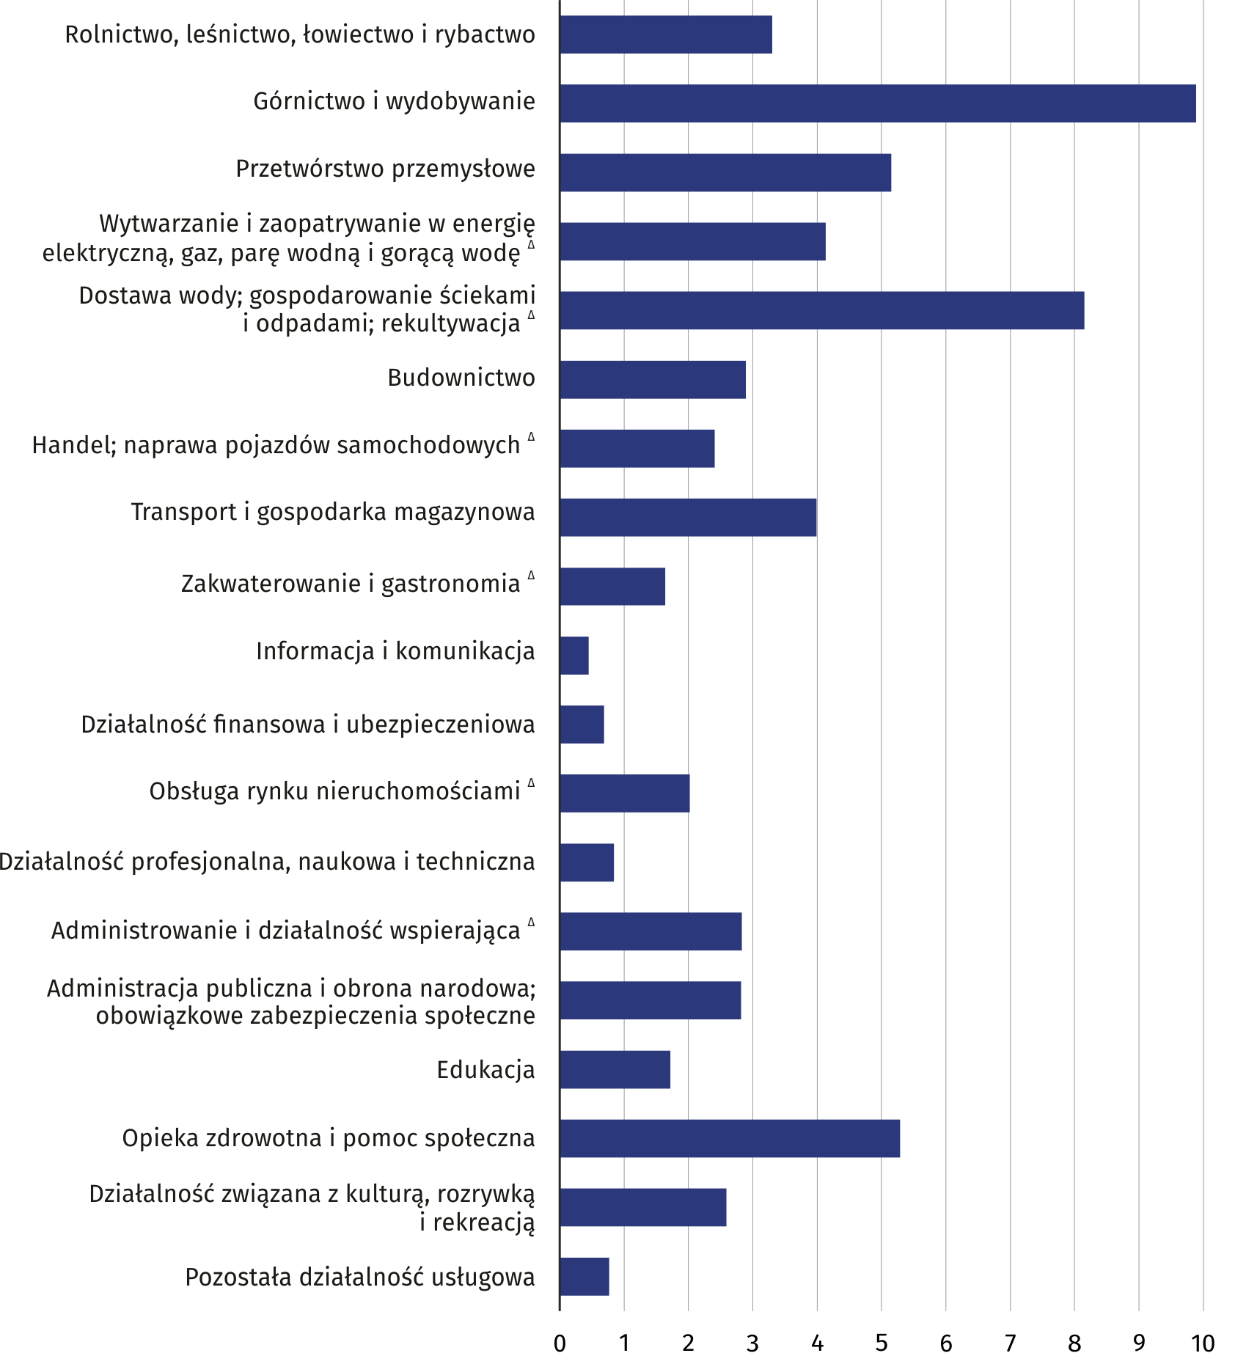 Rolnictwo, leśnictwo, łowiectwo i rybactwo
Górnictwo i wydobywanie
Przetwórstwo przemysłowe
Wytwarzanie i zaopatrywanie w energię
elektryczną, gaz, parę wodną i gorącą wodę Δ
Dostawa wody; gospodarowanie ściekami
i odpadami; rekultywacja Δ
Budownictwo
Handel; naprawa pojazdów samochodowych Δ
Transport i gospodarka magazynowa
Zakwaterowanie i gastronomia Δ
Informacja i komunikacja
Działalność finansowa i ubezpieczeniowa
Obsługa rynku nieruchomościami Δ
Działalność profesjonalna, naukowa i techniczna
Administrowanie i działalność wspierająca Δ
Administracja publiczna i obrona narodowa;
obowiązkowe zabezpieczenia społeczne
Edukacja
Opieka zdrowotna i pomoc społeczna
Działalność związana z kulturą, rozrywką
i rekreacją
Pozostała działalność usługowa
0 1 2 3 4 5 6 7 8 9 10